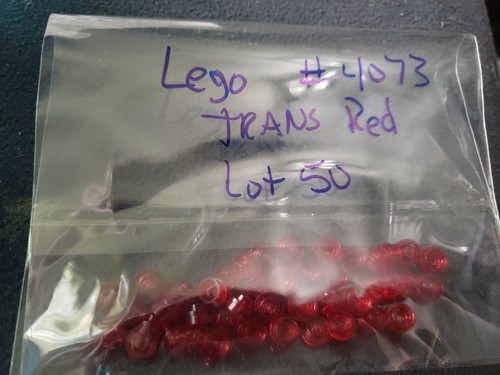 Lego # 4073
TRANS Red
Lot 50